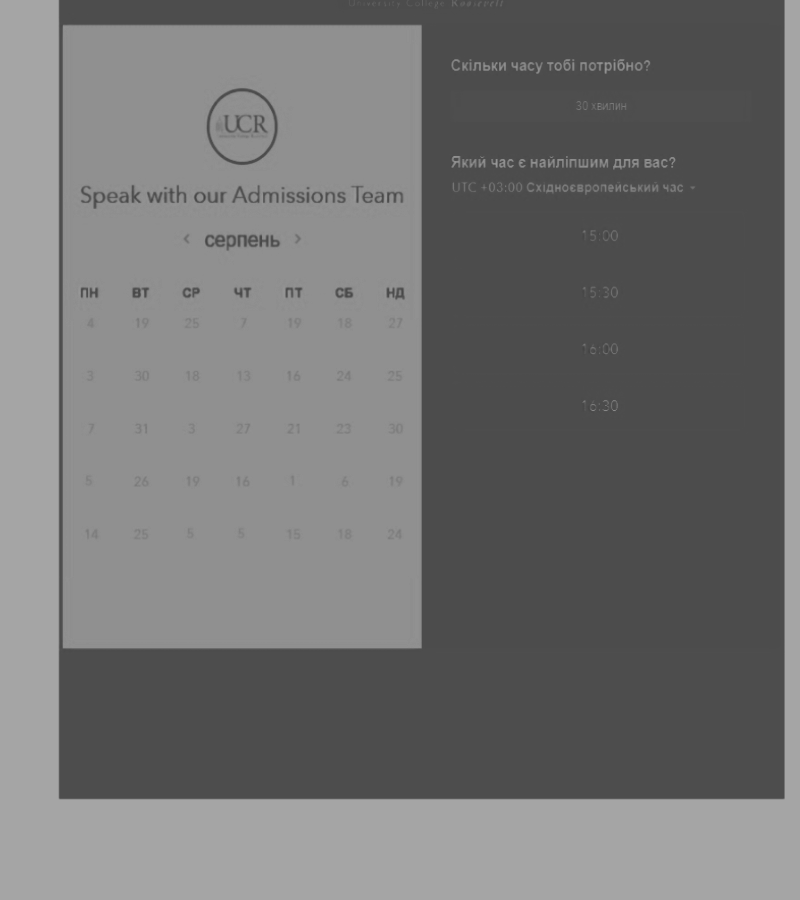 University College Roosevelt
UCR
Speak with our Admissions Team
< серпень >
ПН ВТ СР ЧТ ПТ СБ НД
4 19 25 7 19 18 27
3 30 18 13 16 24 25
7 31 3 27 21 23 30
5 26 19 16 1 6 19
14 25 5 5 15 18 24
Скільки часу тобі потрібно?
30 хвилин
Який час є найліпшим для вас?
UTC +03:00 Східноєвропейський час
15:00
15:30
16:00
16:30